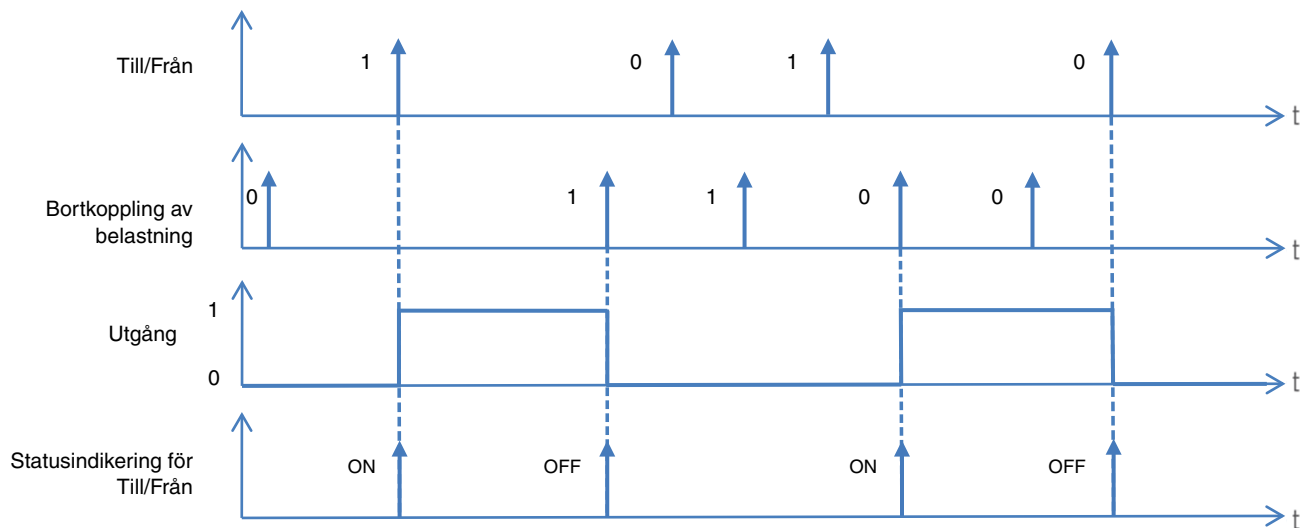 Till/Från
1
0
1
0
t
Bortkoppling av
belastning
0
1
1
0
0
t
Utgång
1
0
t
Statusindikering för
Till/Från
ON
OFF
ON
OFF
t